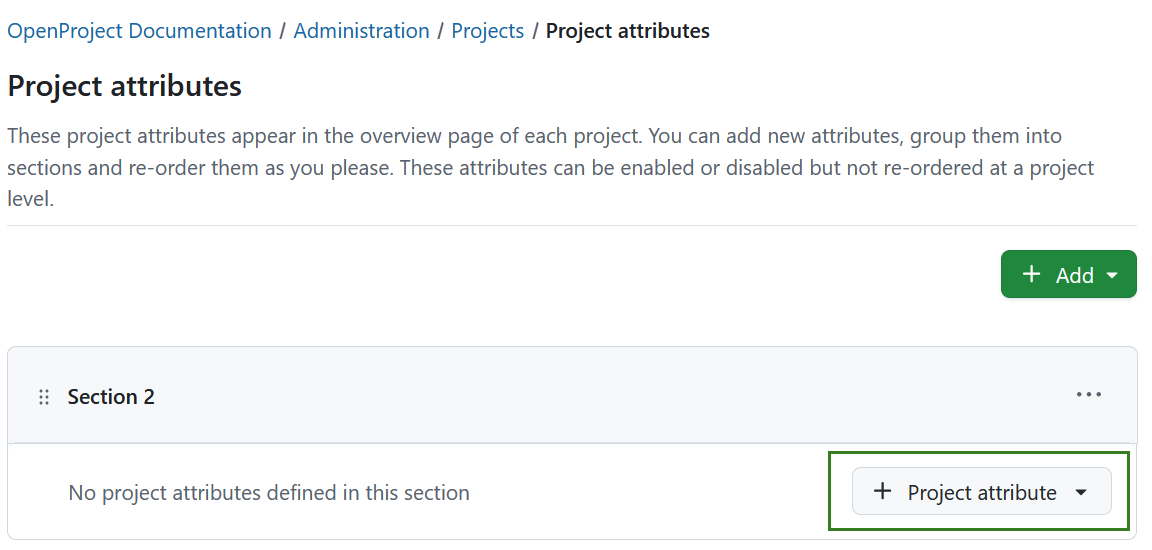 OpenProject Documentation / Administration / Projects / Project attributes
Project attributes
These project attributes appear in the overview page of each project. You can add new attributes, group them into
sections and re-order them as you please. These attributes can be enabled or disabled but not re-ordered at a project
level.
+ Add
Section 2
No project attributes defined in this section
+ Project attribute